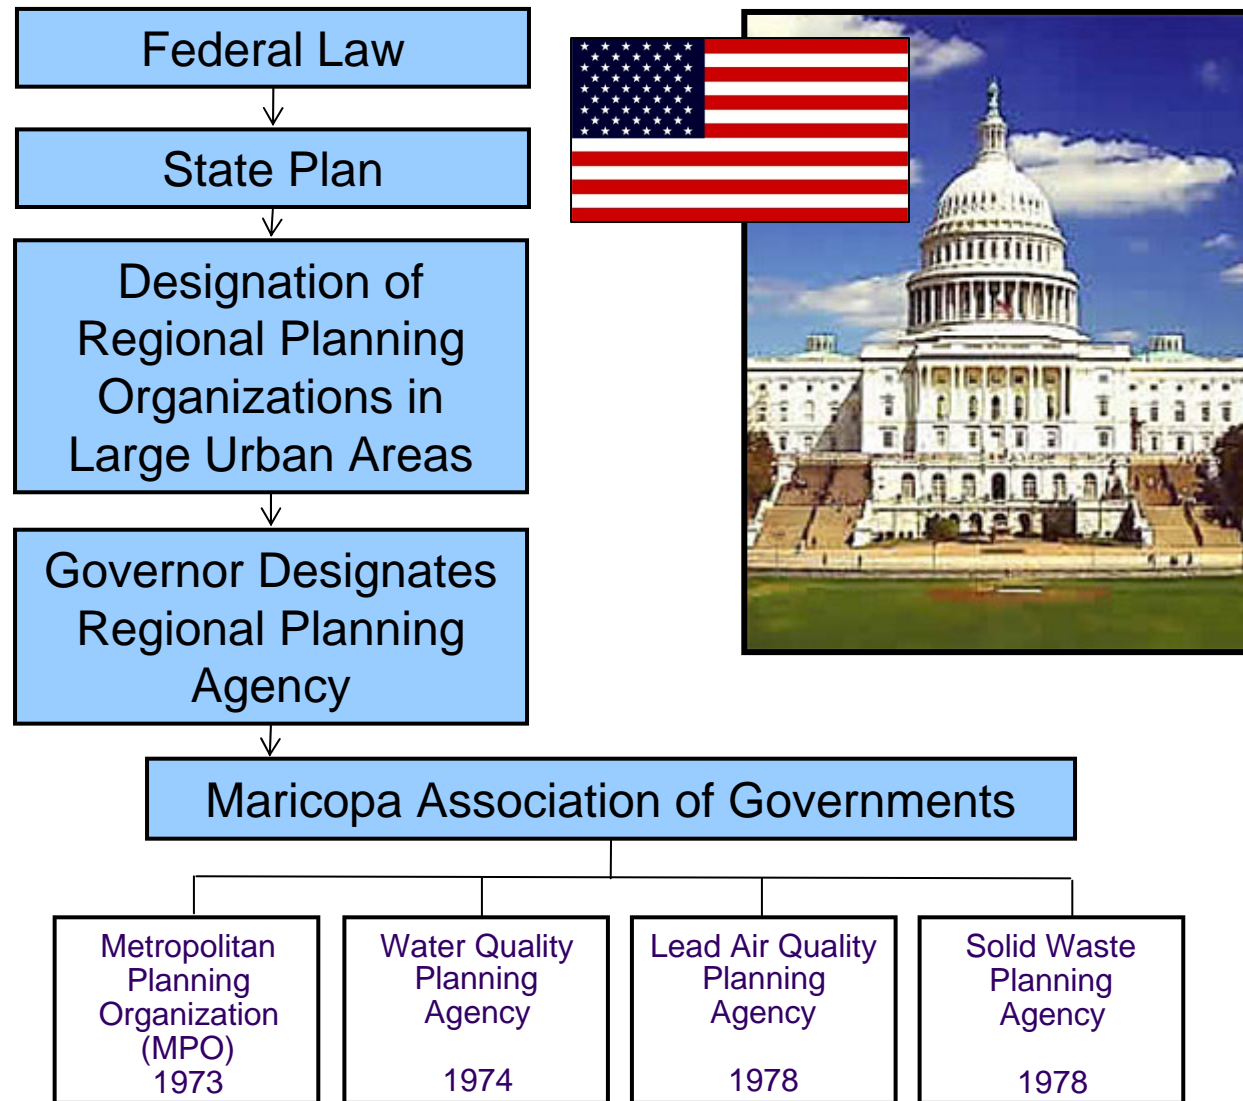 Federal Law
State Plan
Designation of
Regional Planning
Organizations in
Large Urban Areas
Governor Designates
Regional Planning
Agency
Maricopa Association of Governments
Metropolitan
Planning
Organization
(MPO)
1973
Water Quality
Planning
Agency
1974
Lead Air Quality
Planning
Agency
1978
Solid Waste
Planning
Agency
1978